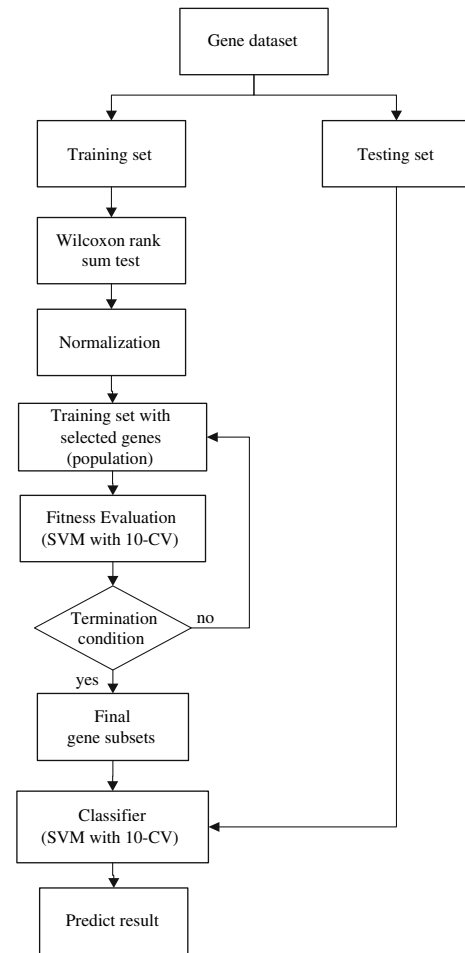 Gene dataset
Training set
Testing set
Wilcoxon rank
sum test
Normalization
Training set with
selected genes
(population)
Fitness Evaluation
(SVM with 10-CV)
Termination
condition
no
yes
Final
gene subsets
Classifier
(SVM with 10-CV)
Predict result